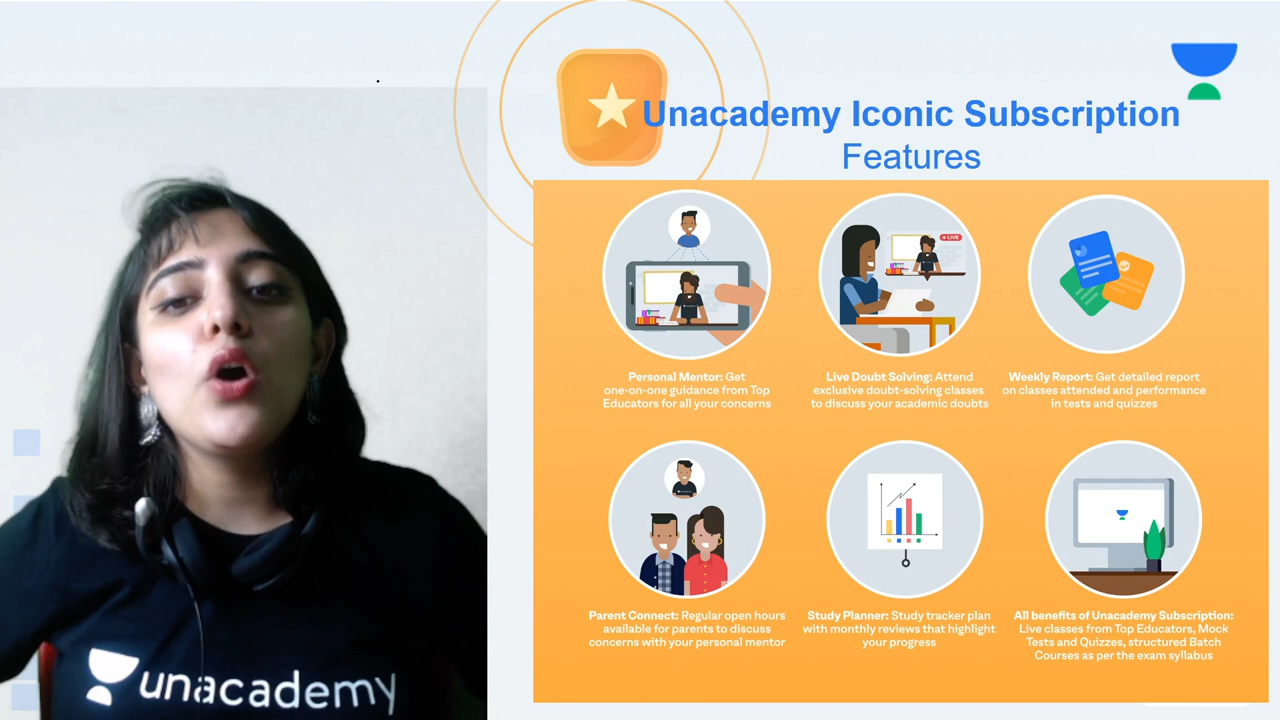 Unacademy Iconic Subscription
Features
LIVE
Personal Mentor: Get
one-on-one guidance from Top
Educators for all your concerns
Live Doubt Solving: Attend
exclusive doubt-solving classes
to discuss your academic doubts
Weekly Report: Get detailed report
on classes attended and performance
in tests and quizzes
Parent Connect: Regular open hours
available for parents to discuss
concerns with your personal mentor
Study Planner: Study tracker plan
with monthly reviews that highlight
your progress
All benefits of Unacademy Subscription:
Live classes from Top Educators, Mock
Tests and Quizzes, structured Batch
Courses as per the exam syllabus
unacademy